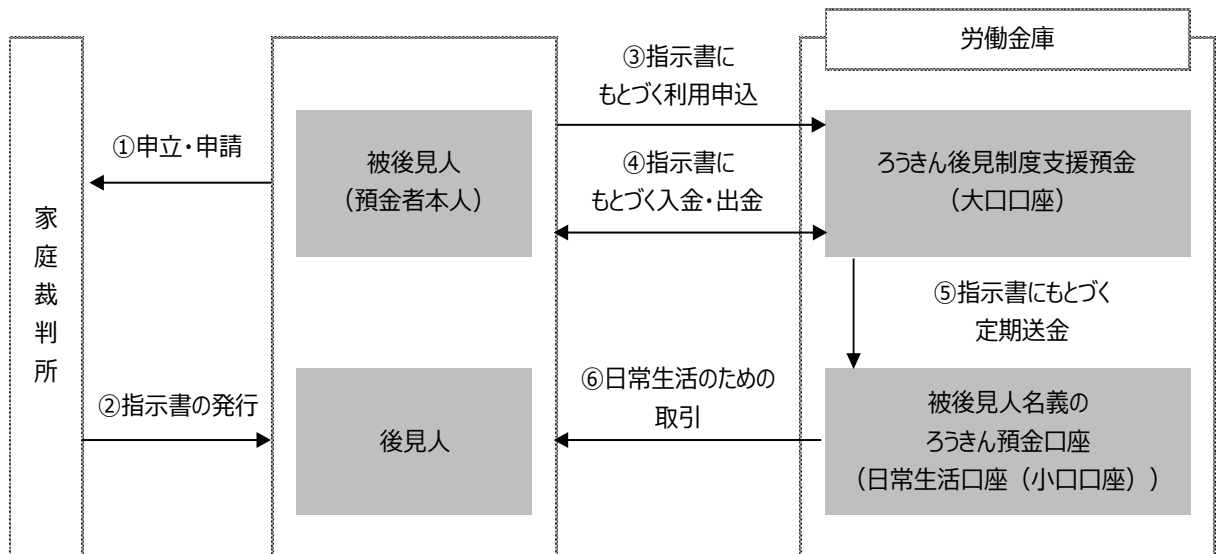 労働金庫
③指示書に
もとづく利用申込
①申立・申請
被後見人
（預金者本人）
④指示書に
もとづく入金・出金
ろうきん後見制度支援預金
（大口口座）
家庭裁判所
⑤指示書にもとづく
定期送金
②指示書の発行
後見人
⑥日常生活のための
取引
被後見人名義の
ろうきん預金口座
（日常生活口座（小口口座））